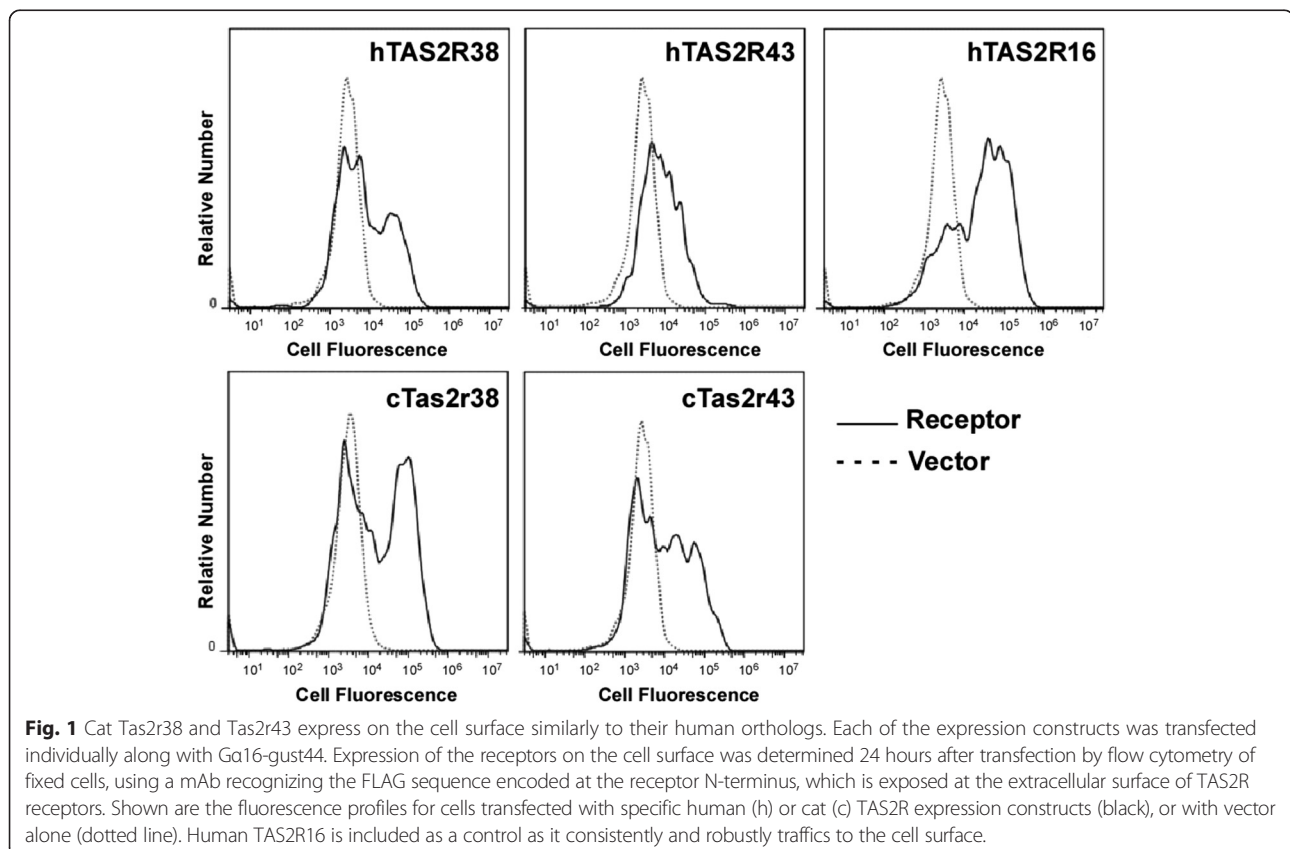 hTAS2R38
hTAS2R43
hTAS2R16
Relative Number
0
10¹ 10² 10³ 10⁴ 10⁵ 10⁶ 10⁷
10¹ 10² 10³ 10⁴ 10⁵ 10⁶ 10⁷
10¹ 10² 10³ 10⁴ 10⁵ 10⁶ 10⁷
Cell Fluorescence
Cell Fluorescence
Cell Fluorescence
cTas2r38
cTas2r43
Relative Number
0
10¹ 10² 10³ 10⁴ 10⁵ 10⁶ 10⁷
10¹ 10² 10³ 10⁴ 10⁵ 10⁶ 10⁷
Cell Fluorescence
Cell Fluorescence
Receptor
Vector
Fig. 1 Cat Tas2r38 and Tas2r43 express on the cell surface similarly to their human orthologs. Each of the expression constructs was transfected
individually along with Gα16-gust44. Expression of the receptors on the cell surface was determined 24 hours after transfection by flow cytometry of
fixed cells, using a mAb recognizing the FLAG sequence encoded at the receptor N-terminus, which is exposed at the extracellular surface of TAS2R
receptors. Shown are the fluorescence profiles for cells transfected with specific human (h) or cat (c) TAS2R expression constructs (black), or with vector
alone (dotted line). Human TAS2R16 is included as a control as it consistently and robustly traffics to the cell surface.